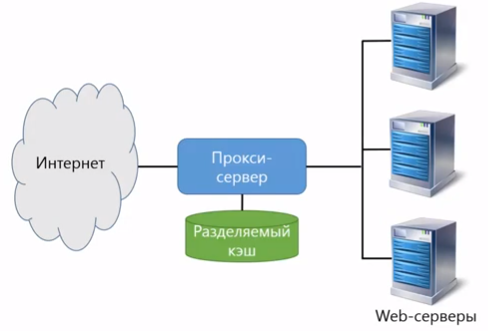 Интернет
Прокси-
сервер
Разделяемый
кэш
Web-серверы